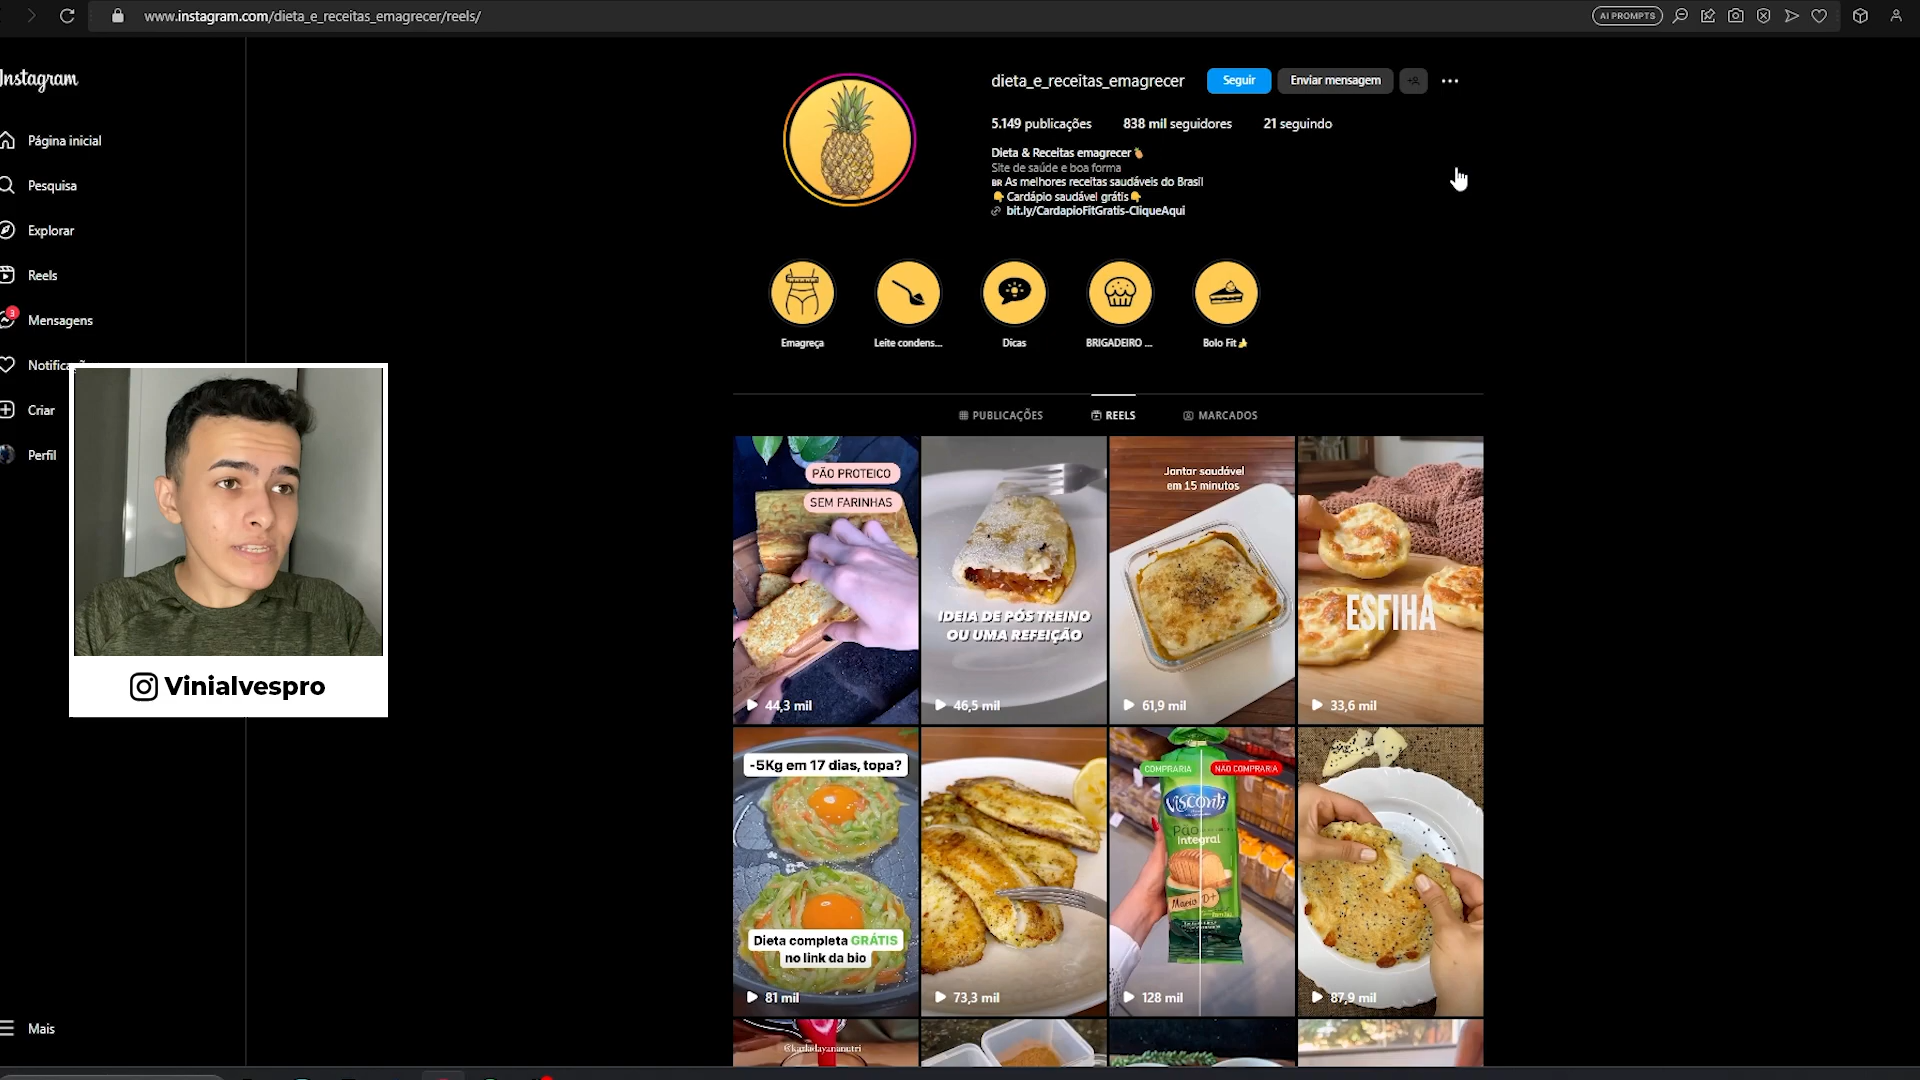 www.instagram.com/dieta_e_receitas_emagrecer/reels/
AI PROMPTS
Instagram
Página inicial
Pesquisa
Explorar
Reels
3
Mensagens
Criar
Perfil
Mais
Vinialvespro
dieta_e_receitas_emagrecer
Seguir
Enviar mensagem
5.149 publicações 838 mil seguidores 21 seguindo
Dieta & Receitas emagrecer🍍
Site de saúde e boa forma
BR As melhores receitas saudáveis do Brasil
👇Cardápio saudável grátis👇
bit.ly/CardapioFitGratis-CliqueAqui
Emagreça
Leite condens...
Dicas
BRIGADEIRO ...
Bolo Fit🍌
PUBLICAÇÕES
REELS
MARCADOS
PÃO PROTEICO
SEM FARINHAS
44,3 mil
IDEIA DE PÓS TREINO
OU UMA REFEIÇÃO
46,5 mil
Jantar saudável
em 15 minutos
61,9 mil
ESFIHA
33,6 mil
-5Kg em 17 dias, topa?
Dieta completa GRÁTIS
no link da bio
81 mil
73,3 mil
COMPRARIA
NÃO COMPRARIA
Visconti
Pão
integral
128 mil
87,9 mil
@karladayananutri